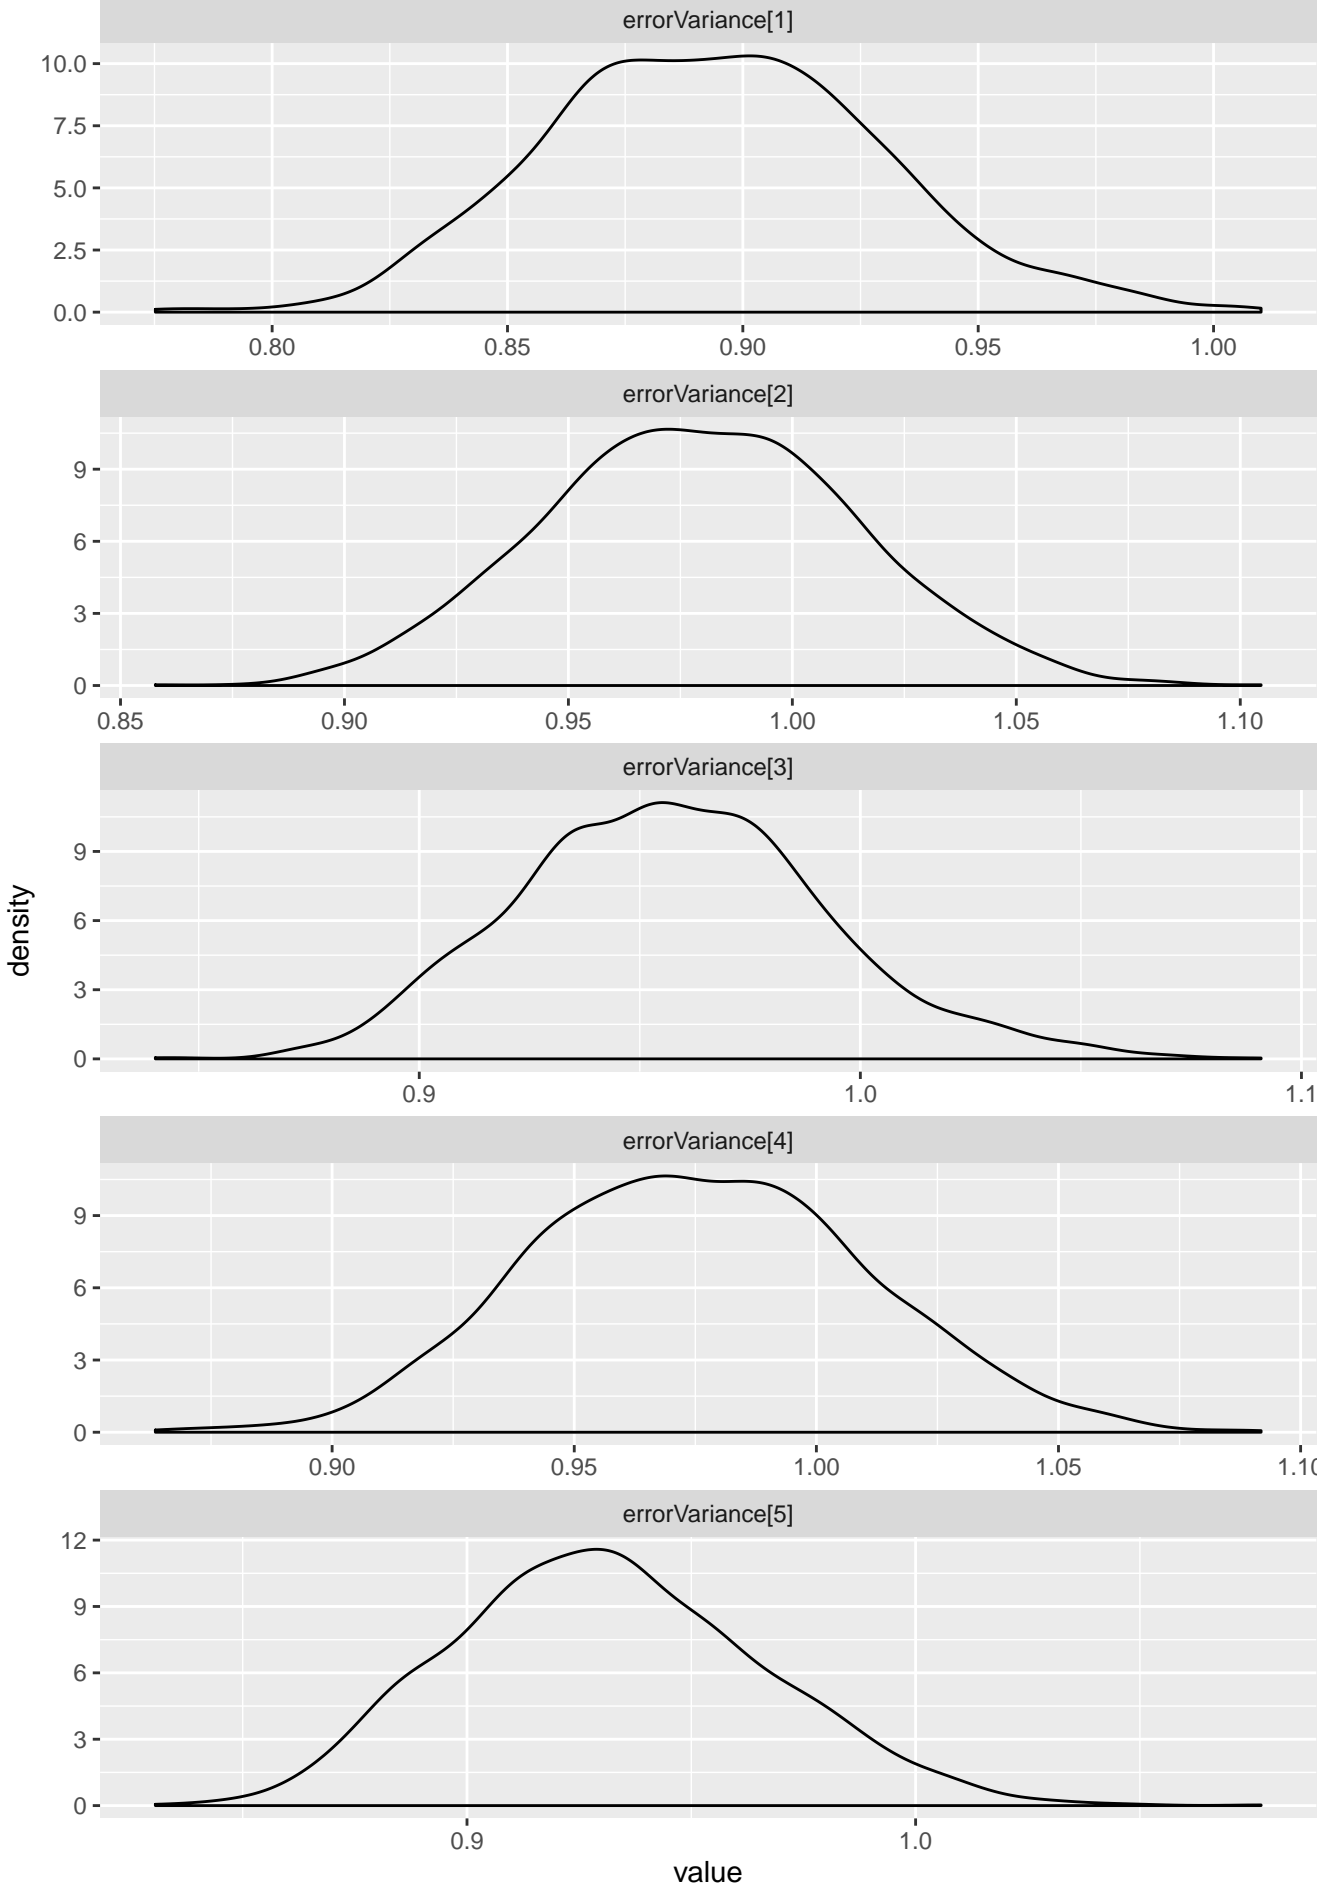 errorVariance[1]
10.0
7.5
5.0
2.5
0.0
0.80 0.85 0.90 0.95 1.00
errorVariance[2]
9
6
3
0
0.85 0.90 0.95 1.00 1.05 1.10
errorVariance[3]
9
6
3
0
0.9 1.0 1.1
density
errorVariance[4]
9
6
3
0
0.90 0.95 1.00 1.05 1.10
errorVariance[5]
12
9
6
3
0
0.9 1.0
value